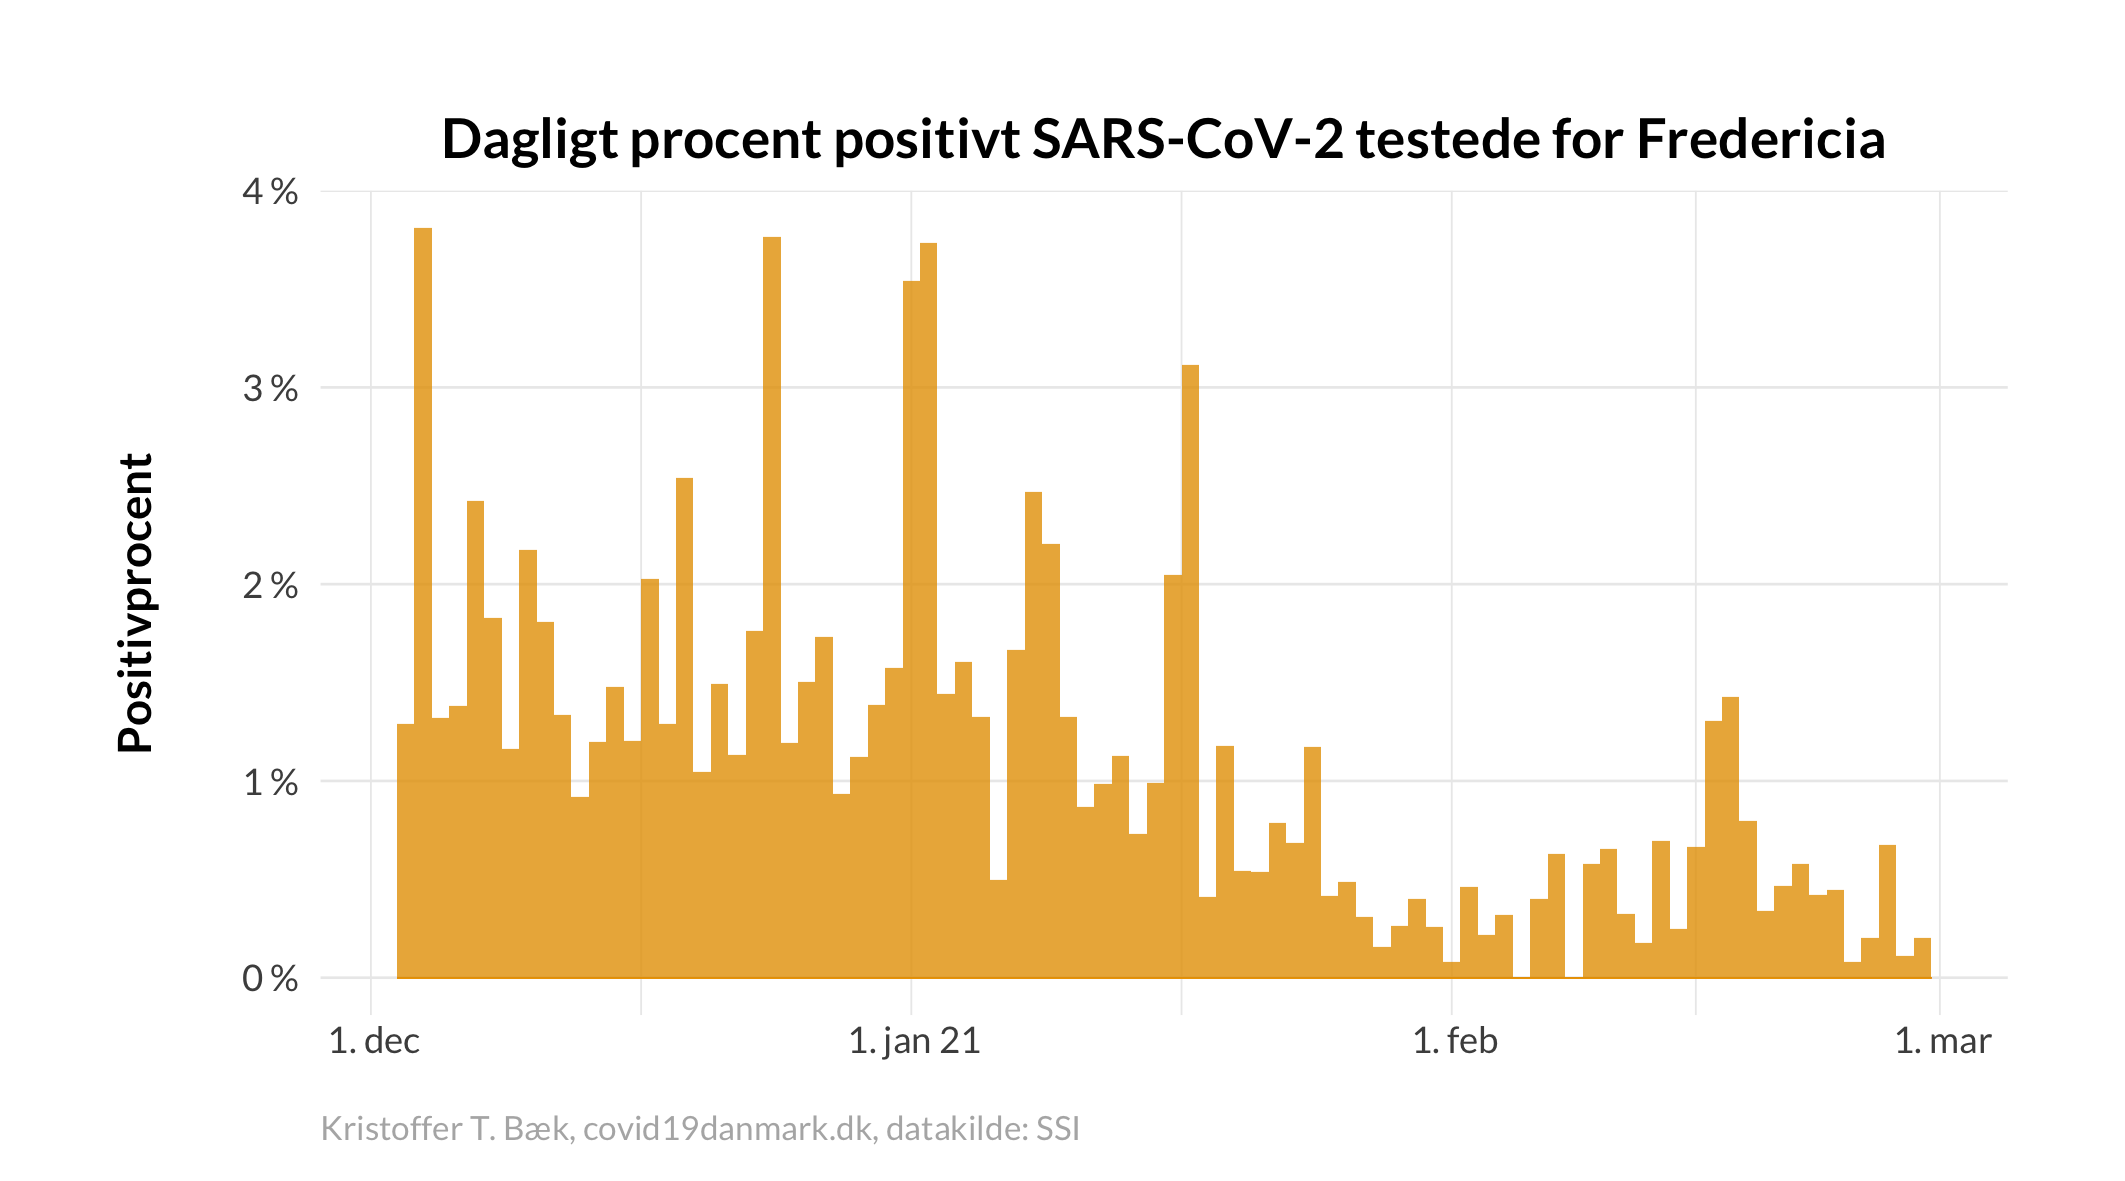 Dagligt procent positivt SARS-CoV-2 testede for Fredericia
Positivprocent
4 %
3 %
2 %
1 %
0 %
1. dec
1. jan 21
1. feb
1. mar
Kristoffer T. Bæk, covid19danmark.dk, datakilde: SSI